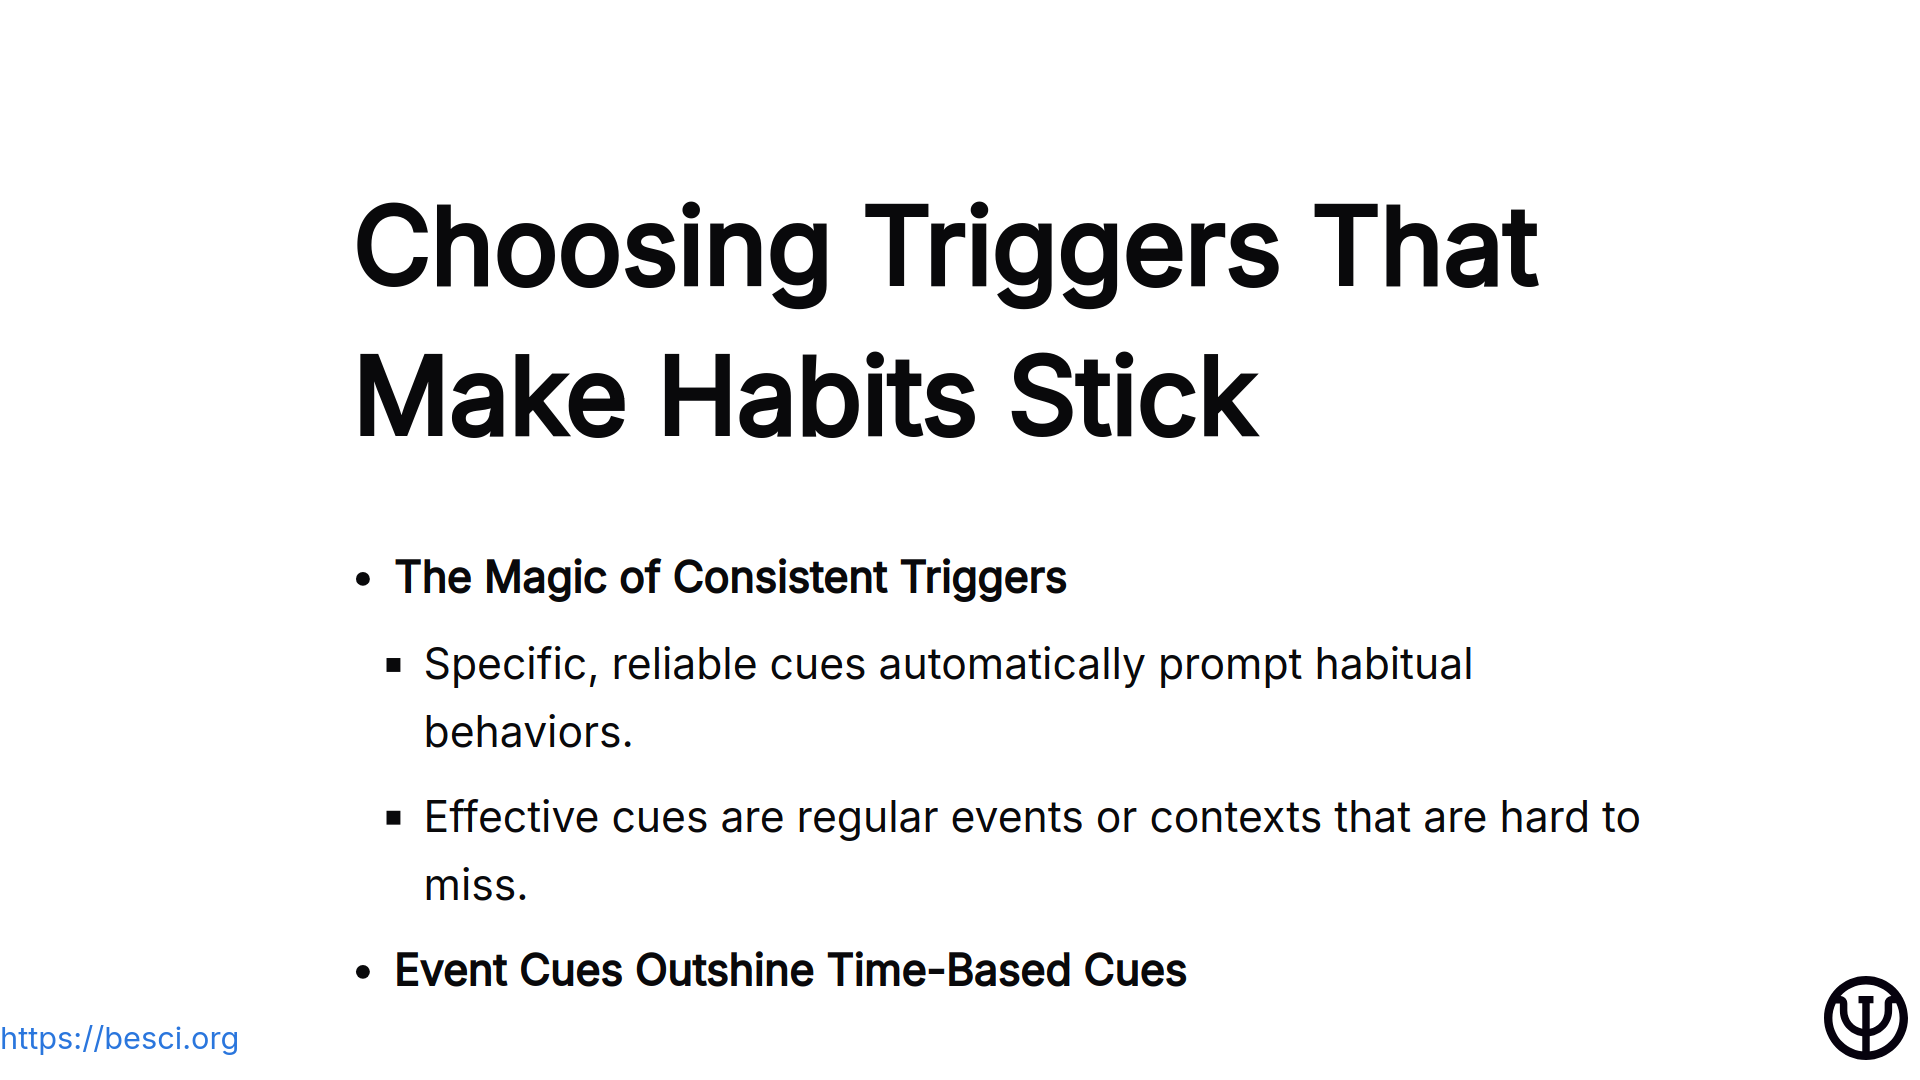 Choosing Triggers That
Make Habits Stick
• The Magic of Consistent Triggers
▪ Specific, reliable cues automatically prompt habitual
behaviors.
▪ Effective cues are regular events or contexts that are hard to
miss.
• Event Cues Outshine Time-Based Cues
https://besci.org